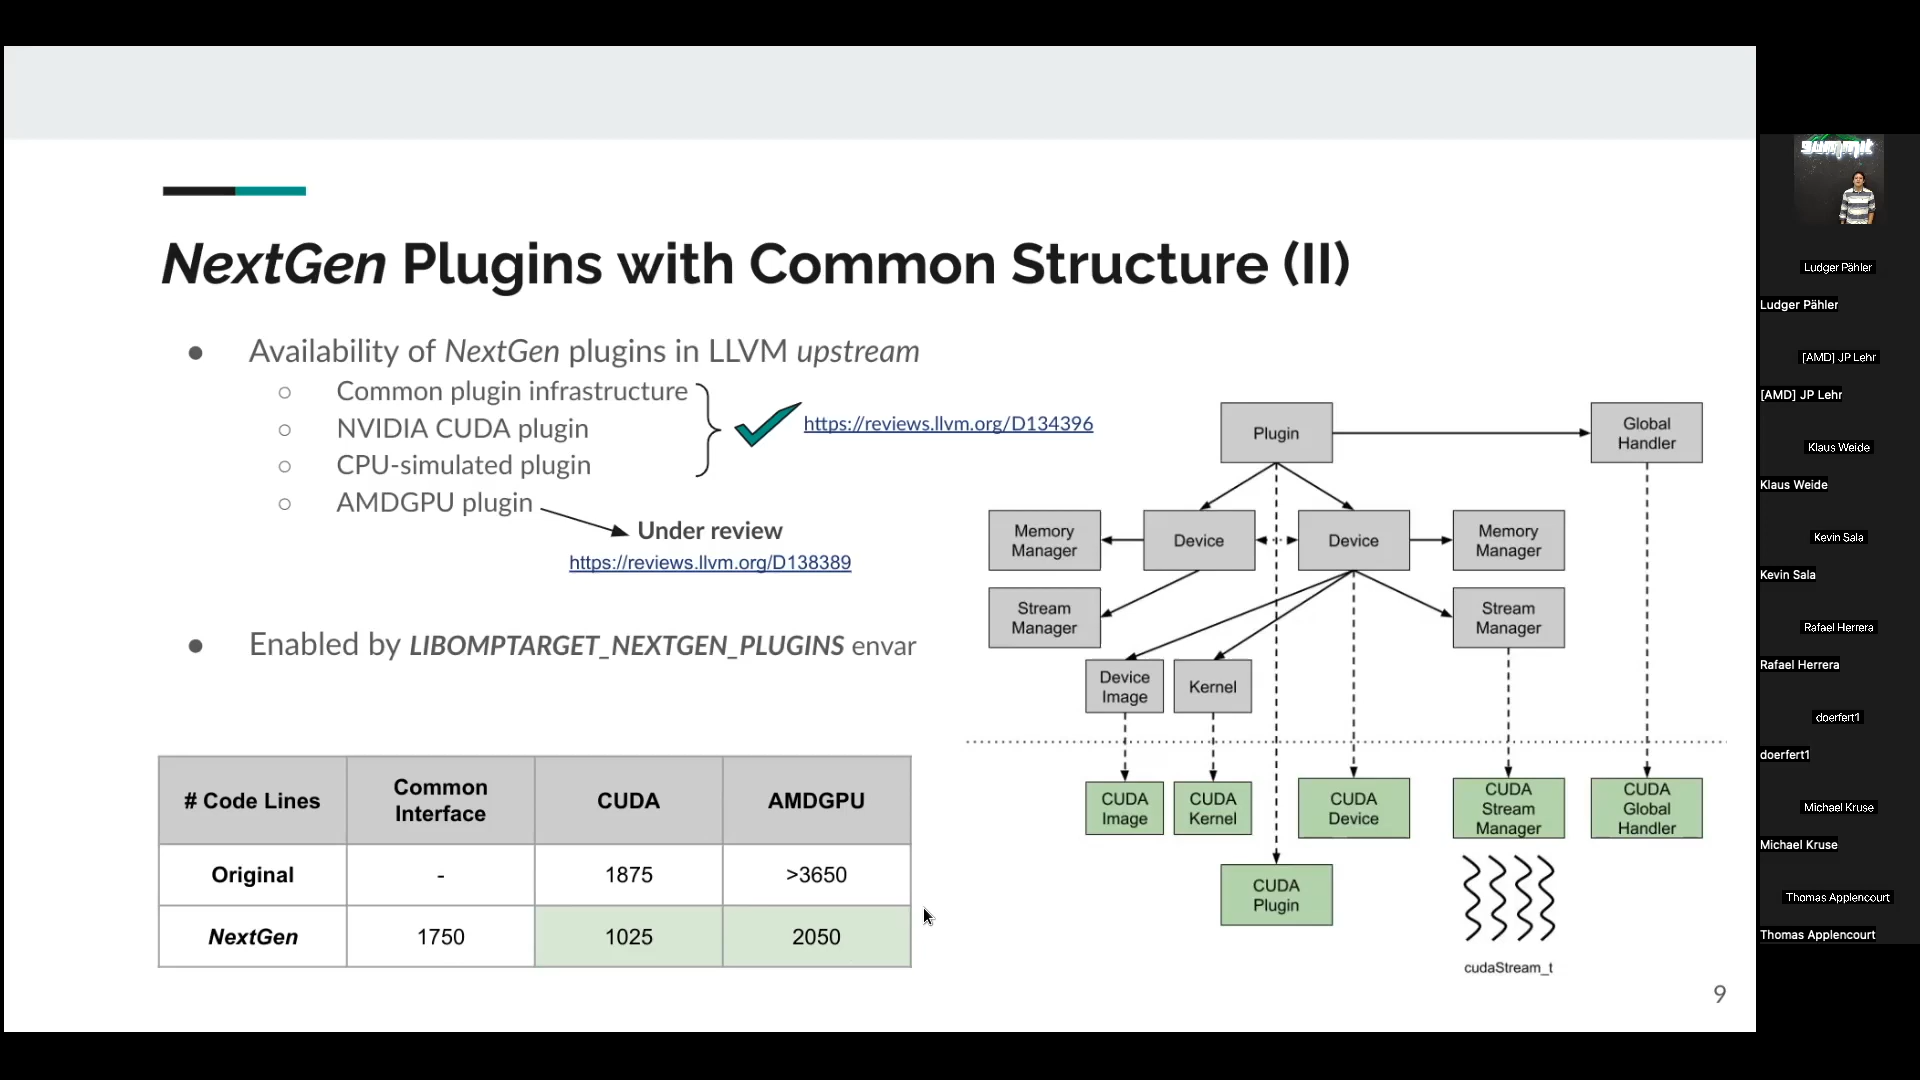 NextGen Plugins with Common Structure (II)
● Availability of NextGen plugins in LLVM upstream
○ Common plugin infrastructure
○ NVIDIA CUDA plugin
○ CPU-simulated plugin
○ AMDGPU plugin
https://reviews.llvm.org/D134396
Under review
https://reviews.llvm.org/D138389
● Enabled by LIBOMPTARGET_NEXTGEN_PLUGINS envar
# Code Lines
Common
Interface
CUDA
AMDGPU
Original
-
1875
>3650
NextGen
1750
1025
2050
Plugin
Global
Handler
Memory
Manager
Device
Device
Memory
Manager
Stream
Manager
Stream
Manager
Device
Image
Kernel
CUDA
Image
CUDA
Kernel
CUDA
Device
CUDA
Stream
Manager
CUDA
Global
Handler
CUDA
Plugin
cudaStream_t
9
summit
Ludger Pähler
Ludger Pähler
[AMD] JP Lehr
[AMD] JP Lehr
Klaus Weide
Klaus Weide
Kevin Sala
Kevin Sala
Rafael Herrera
Rafael Herrera
doerfert1
doerfert1
Michael Kruse
Michael Kruse
Thomas Applencourt
Thomas Applencourt